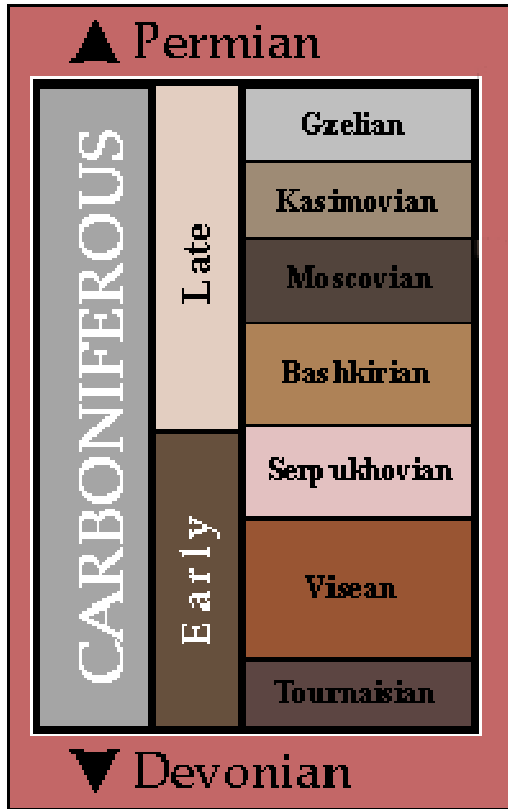 Permian
CARBONIFEROUS
Late
Early
Gzelian
Kasimovian
Moscovian
Bashkirian
Serpukhovian
Visean
Tournaisian
Devonian